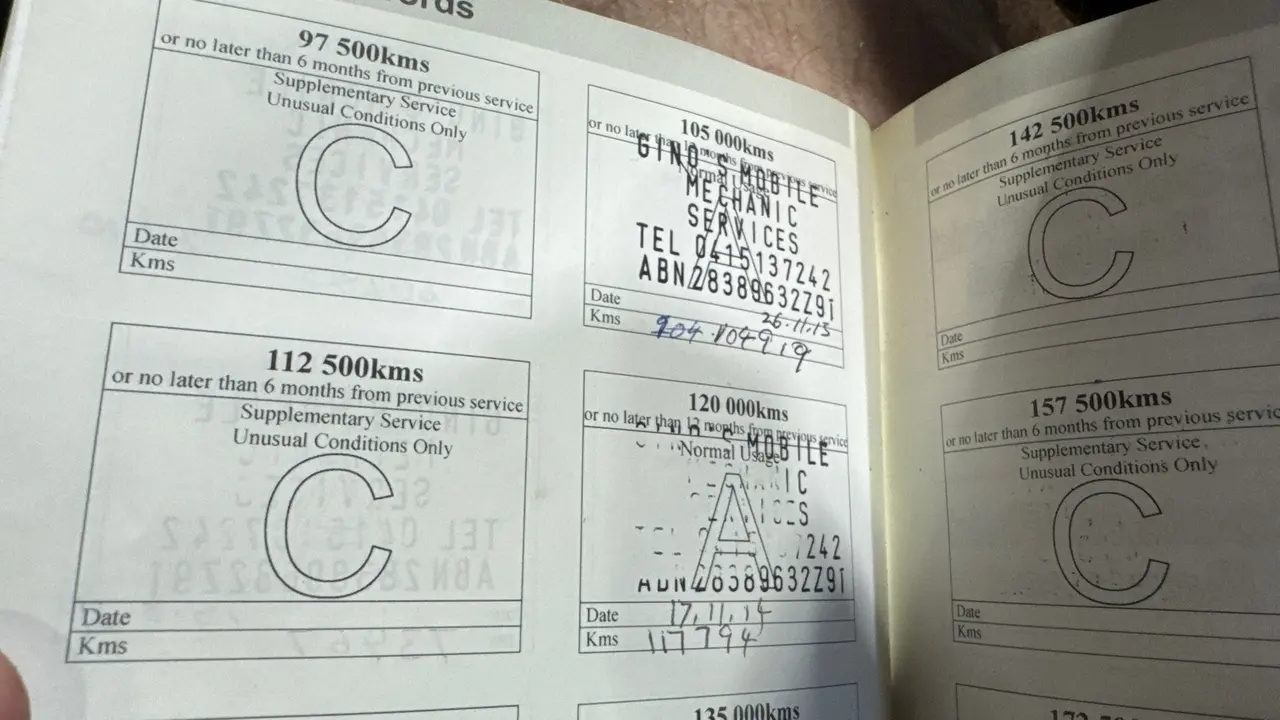 97 500kms
or no later than 6 months from previous service
Supplementary Service
Unusual Conditions Only
C
Date
Kms
112 500kms
or no later than 6 months from previous service
Supplementary Service
Unusual Conditions Only
C
Date
Kms
105 000kms
or no later than 12 months from previous service
Normal Usage
A
GINO'S MOBILE
MECHANIC
SERVICES
TEL 0415137242
ABN28389632791
Date 26.11.13
Kms 104919
120 000kms
or no later than 12 months from previous service
Normal Usage
A
MOBILE
7242
ABN28389632791
Date 17.11.14
Kms 117794
135 000kms
142 500kms
or no later than 6 months from previous service
Supplementary Service
Unusual Conditions Only
C
Date
Kms
157 500kms
or no later than 6 months from previous service
Supplementary Service
Unusual Conditions Only
C
Date
Kms